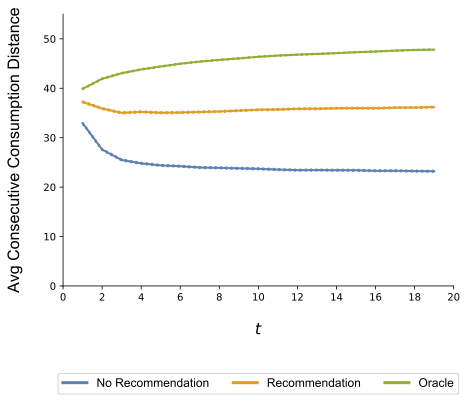 Avg Consecutive Consumption Distance
50
40
30
20
10
0
0 2 4 6 8 10 12 14 16 18 20
t
No Recommendation Recommendation Oracle